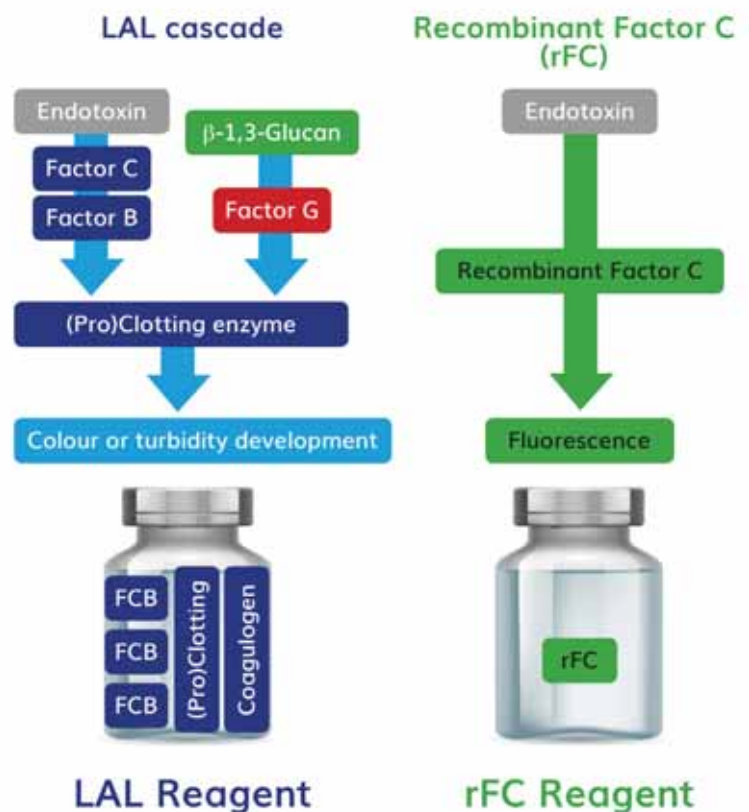 LAL cascade
Endotoxin
β-1,3-Glucan
Factor C
Factor B
Factor G
(Pro)Clotting enzyme
Colour or turbidity development
FCB
FCB
FCB
(Pro)Clotting
Coagulogen
LAL Reagent
Recombinant Factor C
(rFC)
Endotoxin
Recombinant Factor C
Fluorescence
rFC
rFC Reagent